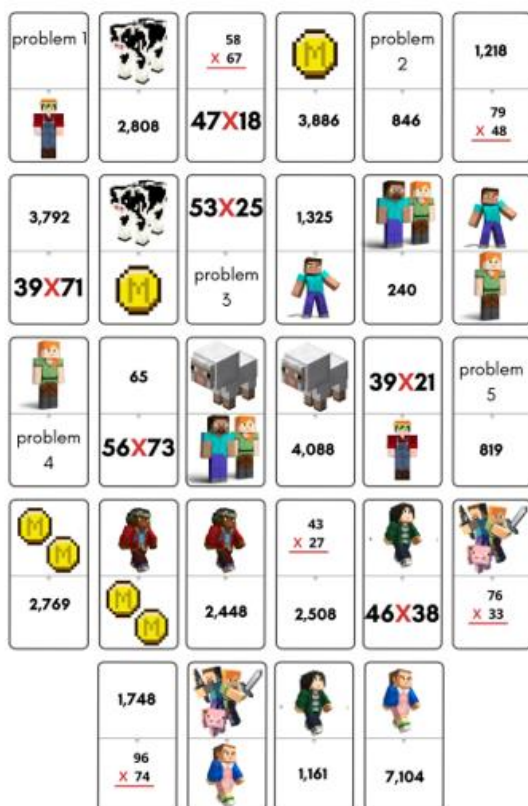 problem 1
58
X 67
problem
2
1,218
2,808
47X18
3,886
846
79
X 48
3,792
53X25
1,325
39X71
problem
3
240
65
39X21
problem
5
problem
4
56X73
4,088
819
43
X 27
2,769
2,448
2,508
46X38
76
X 33
1,748
96
X 74
1,161
7,104